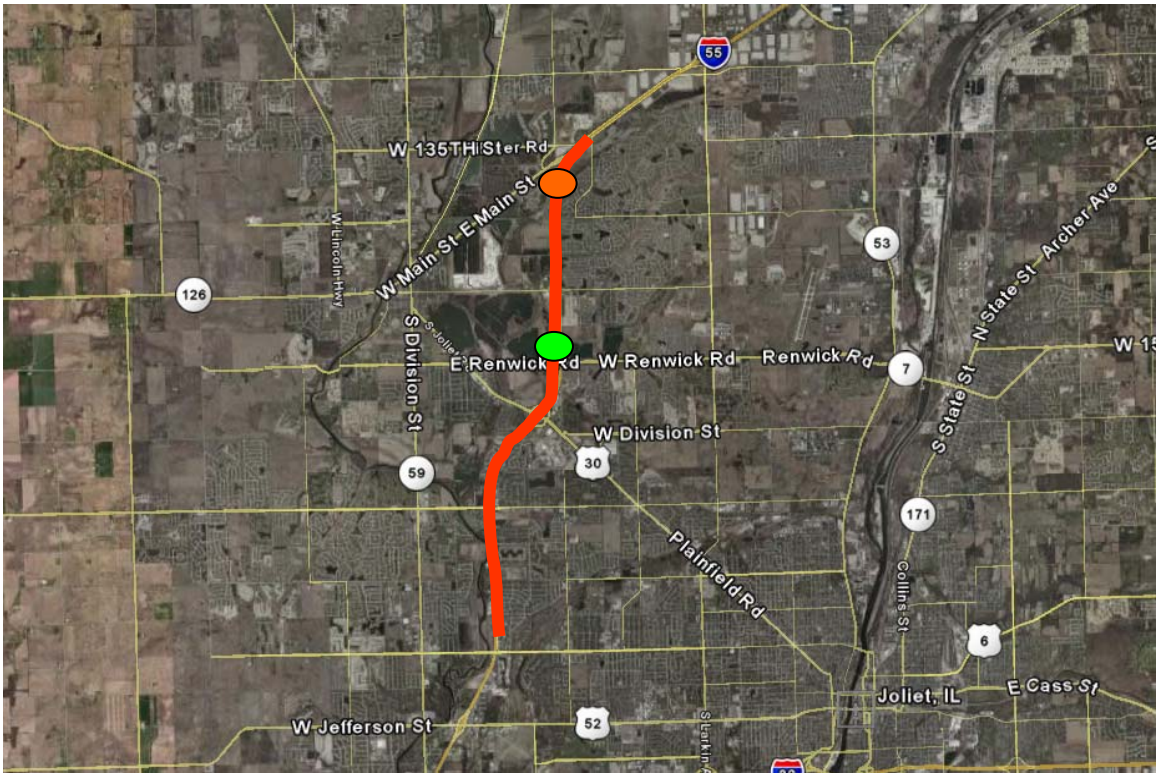 55
W 135TH
Ster Rd
W Main St
E Main St
W Lincoln Hwy
53
126
N State St
Archer Ave
S
S Division St
S Joliet
E Renwick Rd
W Renwick Rd
Renwick Rd
W 15
7
W Division St
S State St
30
59
171
Plainfield Rd
Collins St
6
Joliet, IL
E Cass St
W Jefferson St
52
S Larkin